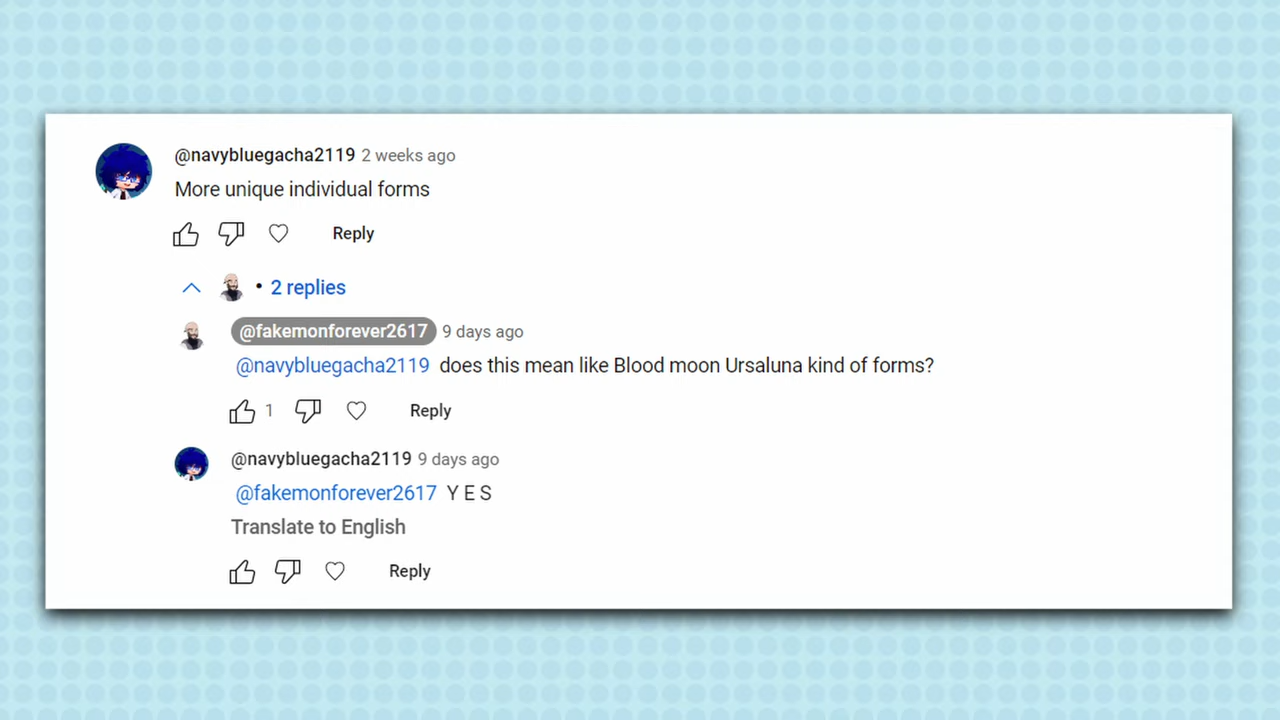 @navybluegacha2119 2 weeks ago
More unique individual forms
Reply
• 2 replies
@fakemonforever2617 9 days ago
@navybluegacha2119 does this mean like Blood moon Ursaluna kind of forms?
1 Reply
@navybluegacha2119 9 days ago
@fakemonforever2617 Y E S
Translate to English
Reply